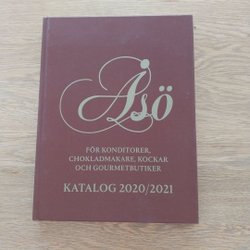 Åsö
FÖR KONDITORER,
CHOKLADMAKARE, KOCKAR
OCH GOURMETBUTIKER
KATALOG 2020/2021